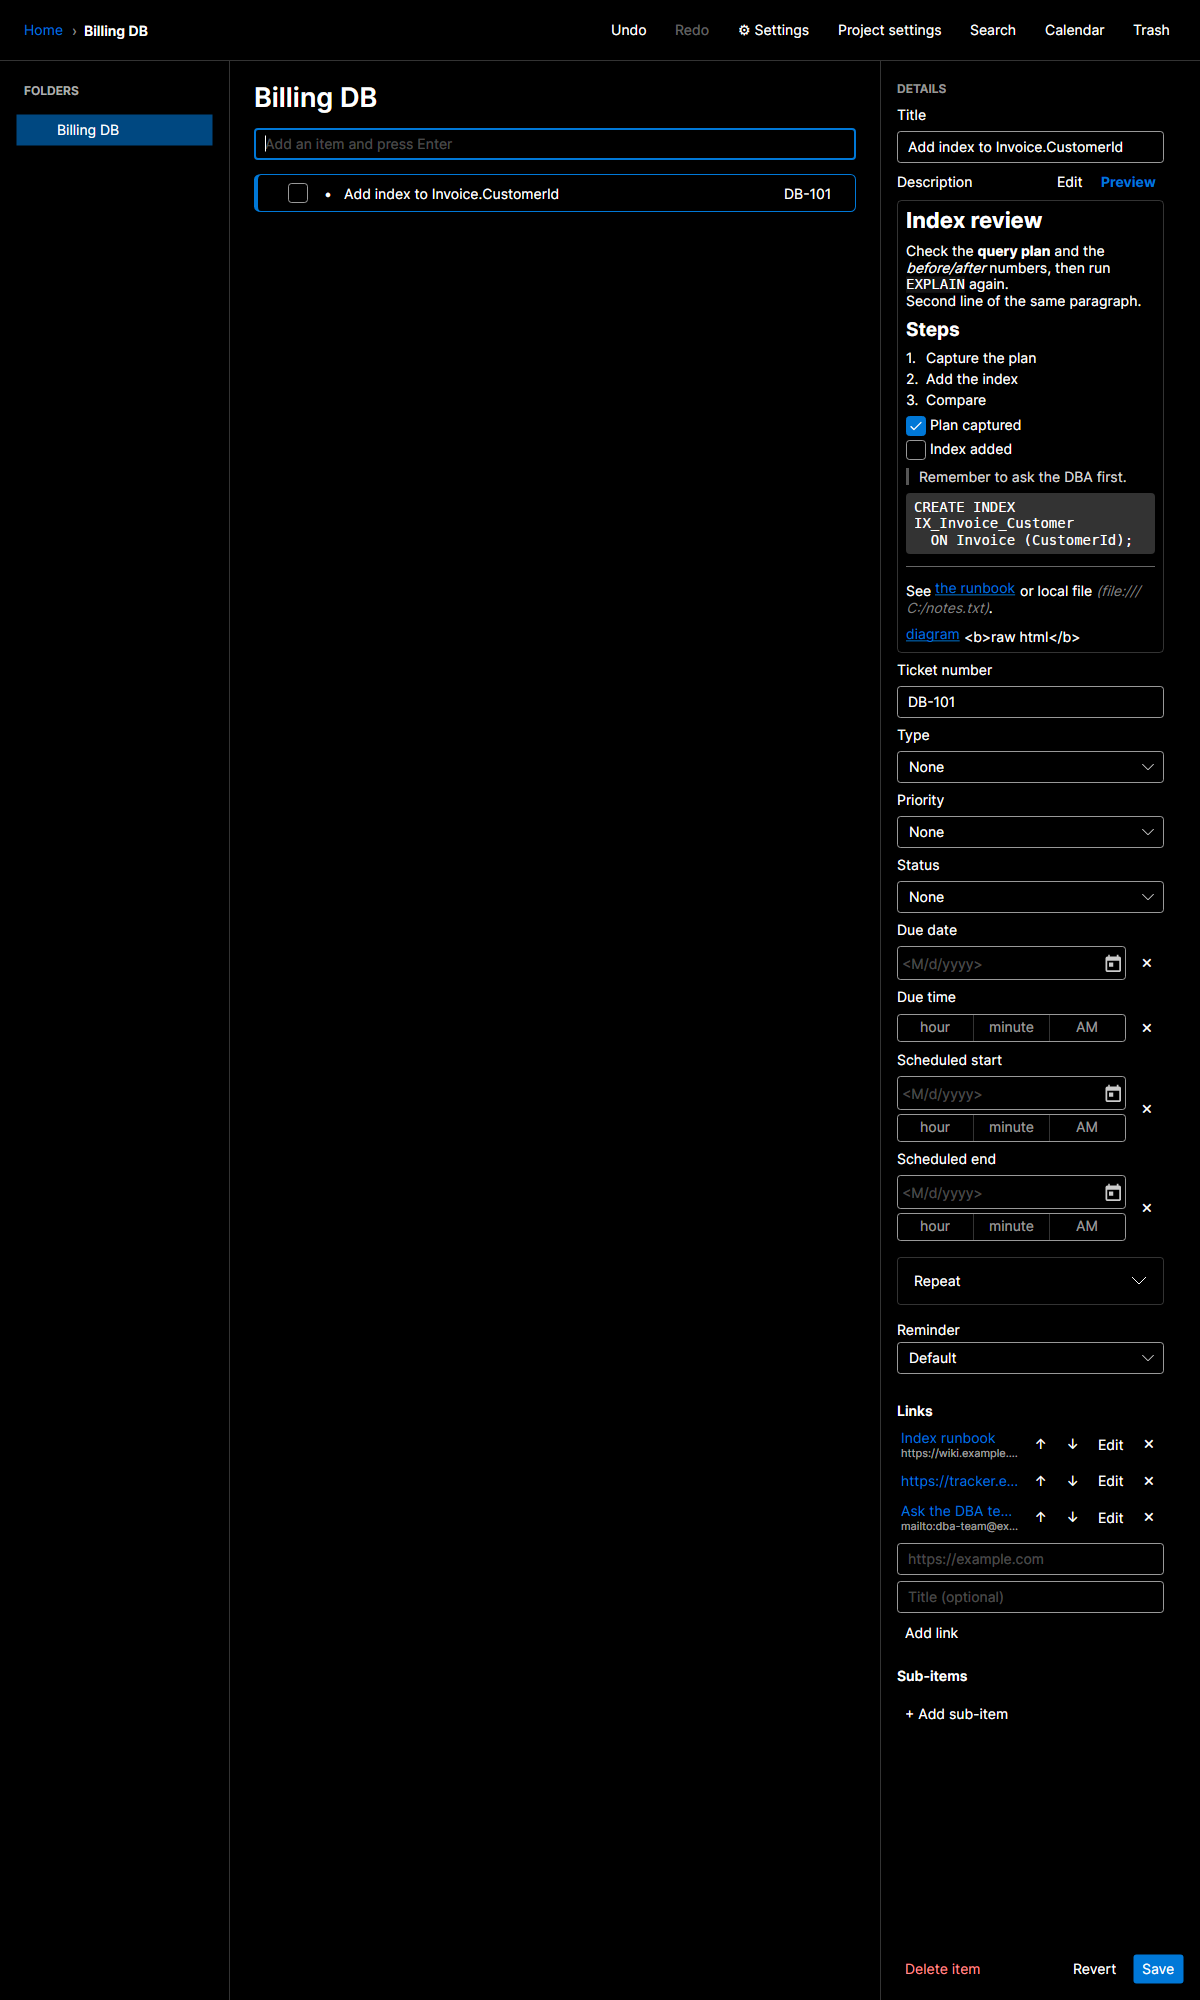 Home › Billing DB
Undo Redo ⚙ Settings Project settings Search Calendar Trash
FOLDERS
Billing DB
Billing DB
Add an item and press Enter
• Add index to Invoice.CustomerId DB-101
DETAILS
Title
Add index to Invoice.CustomerId
Description Edit Preview
Index review
Check the query plan and the
before/after numbers, then run
EXPLAIN again.
Second line of the same paragraph.
Steps
1. Capture the plan
2. Add the index
3. Compare
Plan captured
Index added
Remember to ask the DBA first.
CREATE INDEX
IX_Invoice_Customer
ON Invoice (CustomerId);
See the runbook or local file (file:///
C:/notes.txt).
diagram <b>raw html</b>
Ticket number
DB-101
Type
None
Priority
None
Status
None
Due date
<M/d/yyyy> ×
Due time
hour minute AM ×
Scheduled start
<M/d/yyyy> ×
hour minute AM
Scheduled end
<M/d/yyyy> ×
hour minute AM
Repeat
Reminder
Default
Links
Index runbook ↑ ↓ Edit ×
https://wiki.example....
https://tracker.e... ↑ ↓ Edit ×
Ask the DBA te... ↑ ↓ Edit ×
mailto:dba-team@ex...
https://example.com
Title (optional)
Add link
Sub-items
+ Add sub-item
Delete item Revert Save